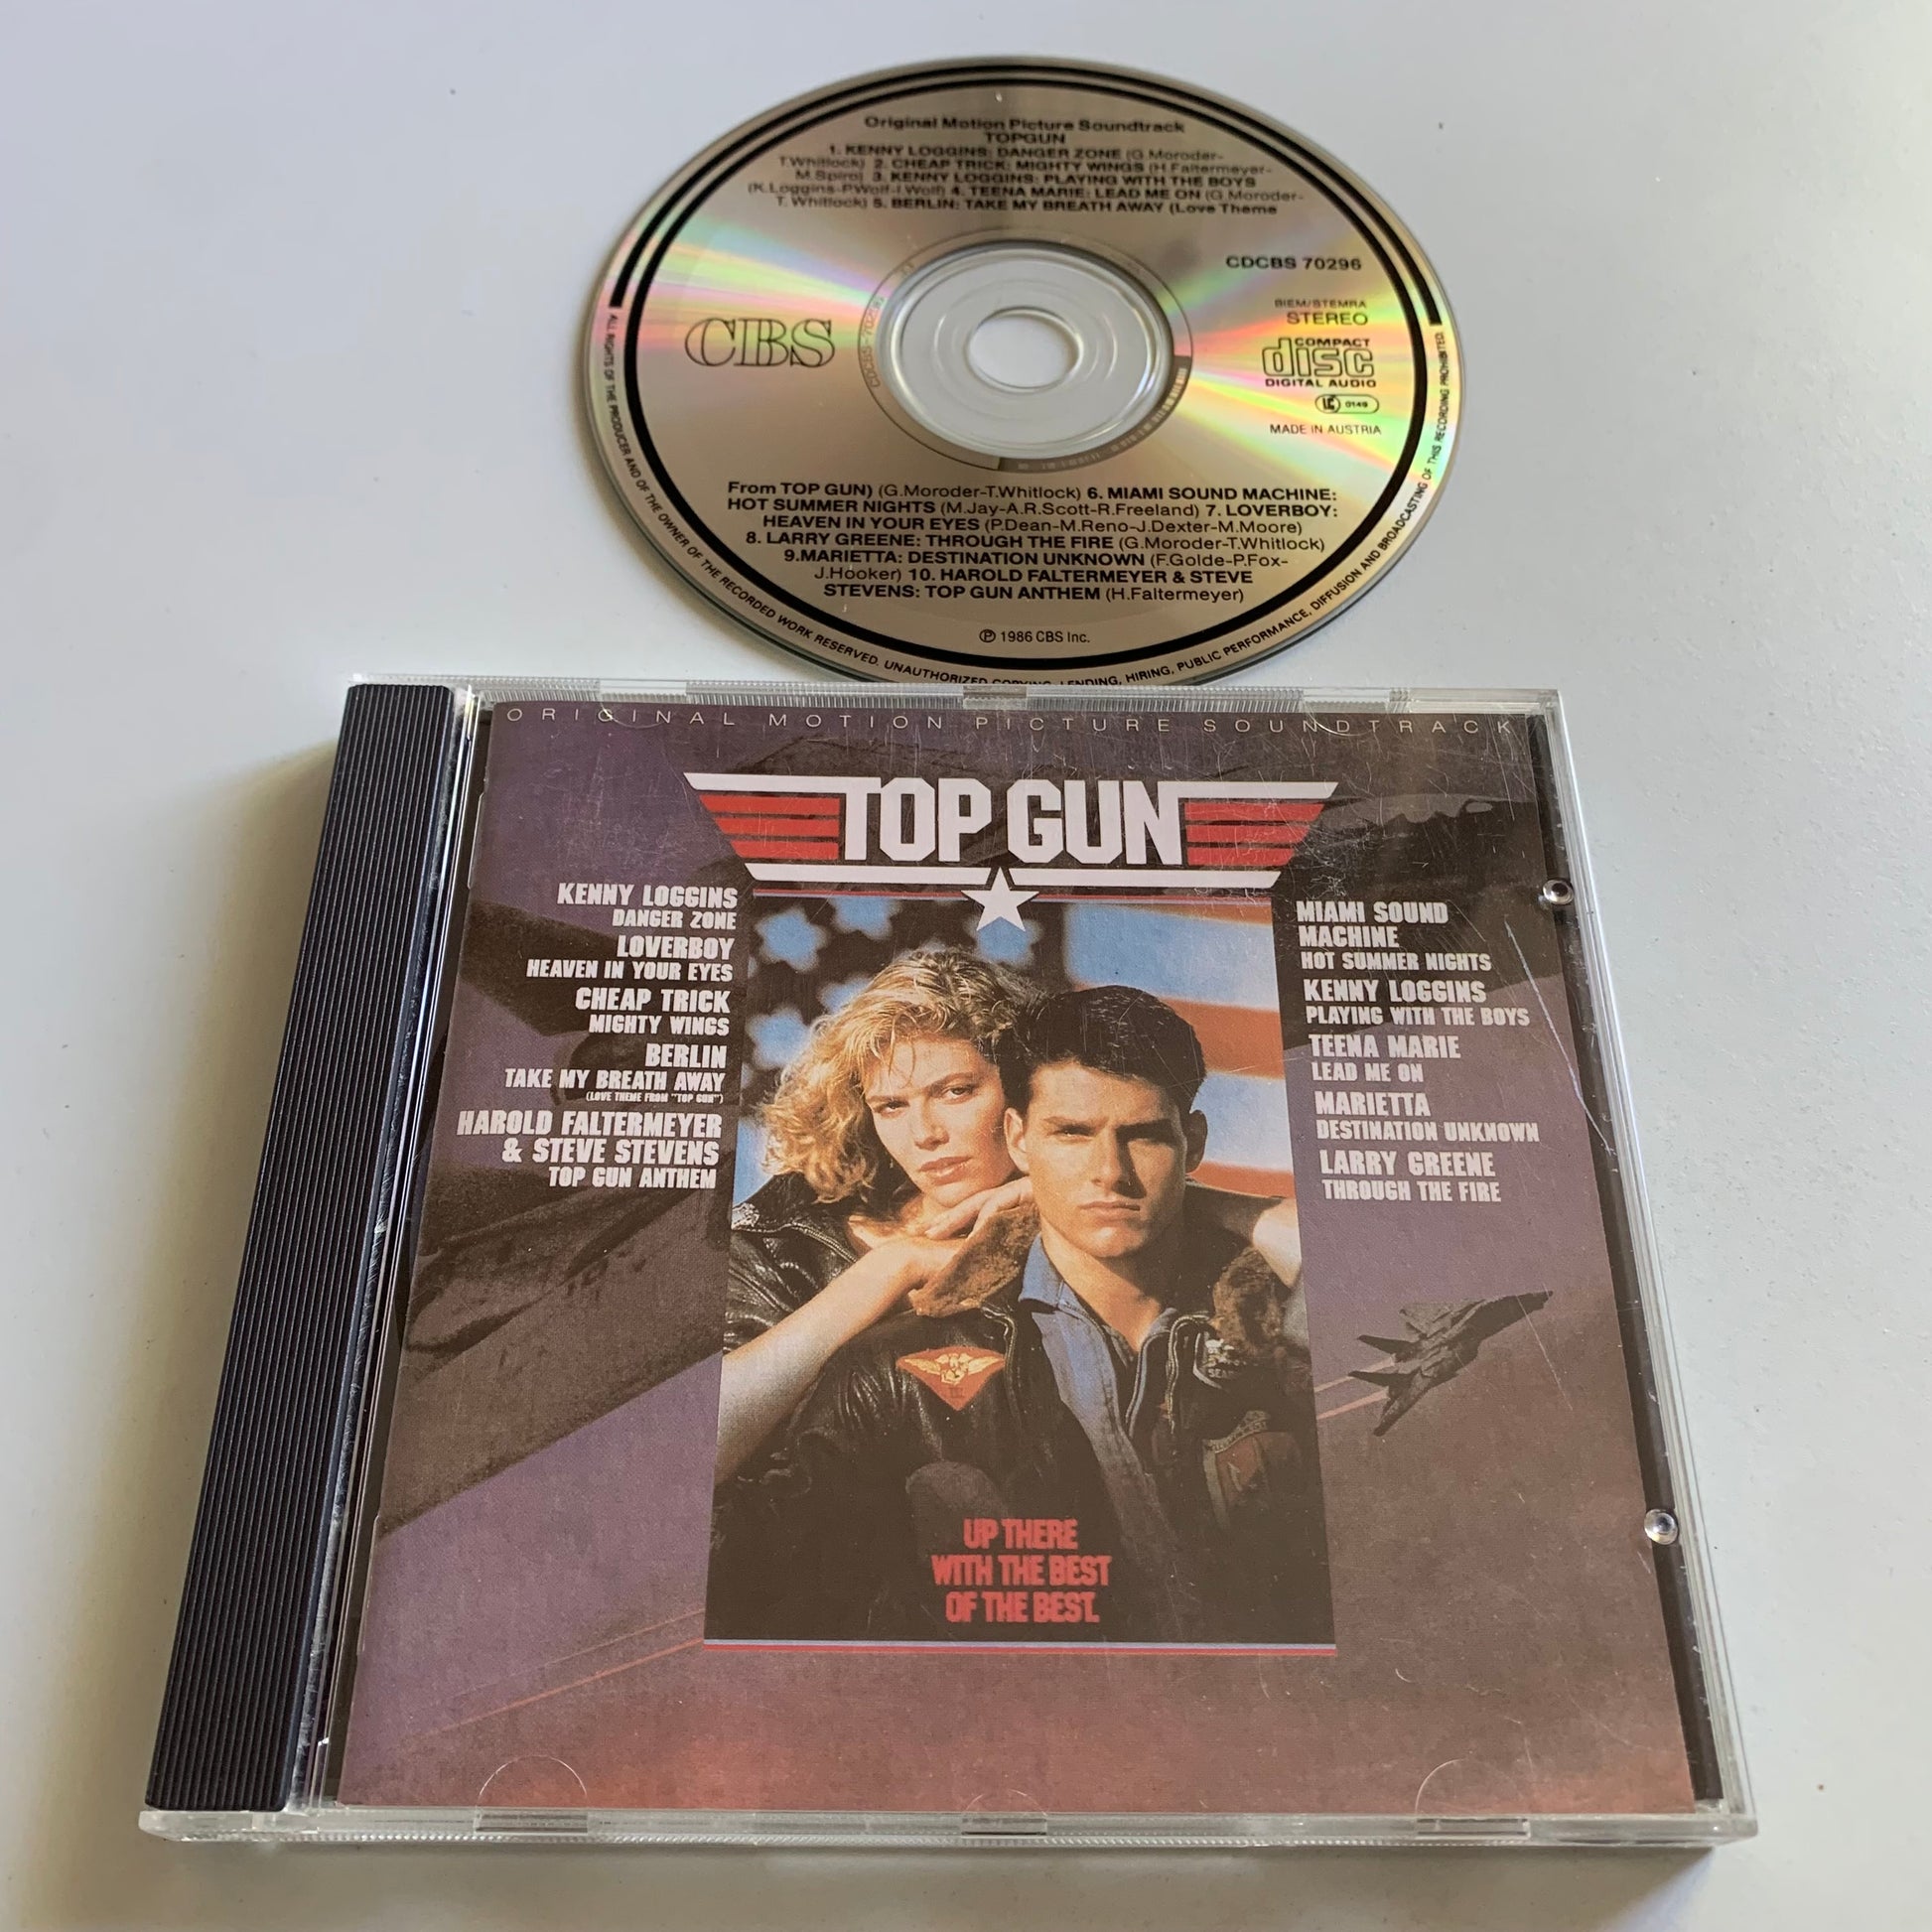 Original Motion Picture Soundtrack
TOPGUN
1. KENNY LOGGINS: DANGER ZONE (G.Moroder-
T.Whitlock) 2. CHEAP TRICK: MIGHTY WINGS (H.Faltermeyer-
M.Spiro) 3. KENNY LOGGINS: PLAYING WITH THE BOYS
(K.Loggins-P.Wolf-I.Wolf) 4. TEENA MARIE: LEAD ME ON (G.Moroder-
T. Whitlock) 5. BERLIN: TAKE MY BREATH AWAY (Love Theme
CDCBS 70296
BIEM/STEMRA
STEREO
CBS
COMPACT
disc
DIGITAL AUDIO
LC 0149
MADE IN AUSTRIA
From TOP GUN) (G.Moroder-T.Whitlock) 6. MIAMI SOUND MACHINE:
HOT SUMMER NIGHTS (M.Jay-A.R.Scott-R.Freeland) 7. LOVERBOY:
HEAVEN IN YOUR EYES (P.Dean-M.Reno-J.Dexter-M.Moore)
8. LARRY GREENE: THROUGH THE FIRE (G.Moroder-T.Whitlock)
9.MARIETTA: DESTINATION UNKNOWN (F.Golde-P.Fox-
J.Hooker) 10. HAROLD FALTERMEYER & STEVE
STEVENS: TOP GUN ANTHEM (H.Faltermeyer)
℗ 1986 CBS Inc.
ALL RIGHTS OF THE PRODUCER AND OF THE OWNER OF THE RECORDED WORK RESERVED. UNAUTHORIZED COPYING, LENDING, HIRING, PUBLIC PERFORMANCE, DIFFUSION AND BROADCASTING OF THIS RECORDING PROHIBITED.
ORIGINAL MOTION PICTURE SOUNDTRACK
TOP GUN
KENNY LOGGINS
DANGER ZONE
LOVERBOY
HEAVEN IN YOUR EYES
CHEAP TRICK
MIGHTY WINGS
BERLIN
TAKE MY BREATH AWAY
(LOVE THEME FROM "TOP GUN")
HAROLD FALTERMEYER
& STEVE STEVENS
TOP GUN ANTHEM
MIAMI SOUND
MACHINE
HOT SUMMER NIGHTS
KENNY LOGGINS
PLAYING WITH THE BOYS
TEENA MARIE
LEAD ME ON
MARIETTA
DESTINATION UNKNOWN
LARRY GREENE
THROUGH THE FIRE
UP THERE
WITH THE BEST
OF THE BEST.